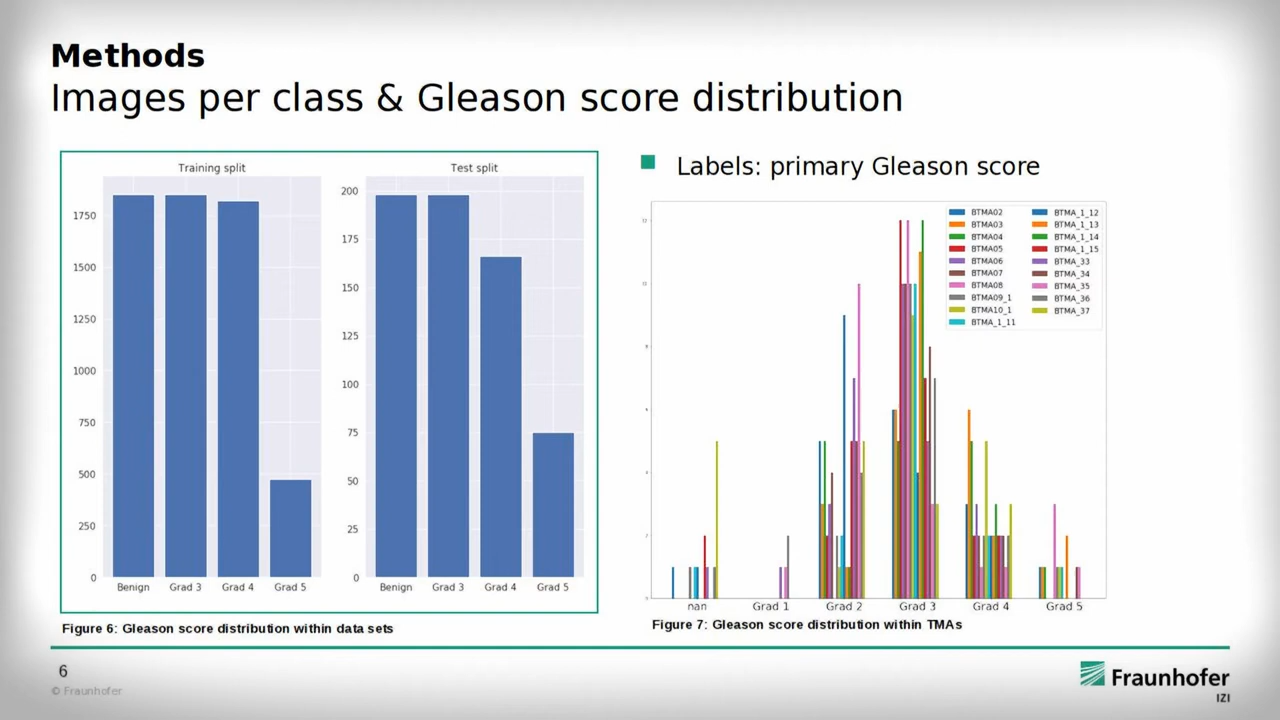 Methods
Images per class & Gleason score distribution
Training split
Test split
1750
1500
1250
1000
750
500
250
0
Benign Grad 3 Grad 4 Grad 5
200
175
150
125
100
75
50
25
0
Benign Grad 3 Grad 4 Grad 5
Figure 6: Gleason score distribution within data sets
Labels: primary Gleason score
BTMA02 BTMA_1_12
BTMA03 BTMA_1_13
BTMA04 BTMA_1_14
BTMA05 BTMA_1_15
BTMA06 BTMA_33
BTMA07 BTMA_34
BTMA08 BTMA_35
BTMA09_1 BTMA_36
BTMA10_1 BTMA_37
BTMA_1_11
nan Grad 1 Grad 2 Grad 3 Grad 4 Grad 5
Figure 7: Gleason score distribution within TMAs
6
© Fraunhofer
Fraunhofer
IZI